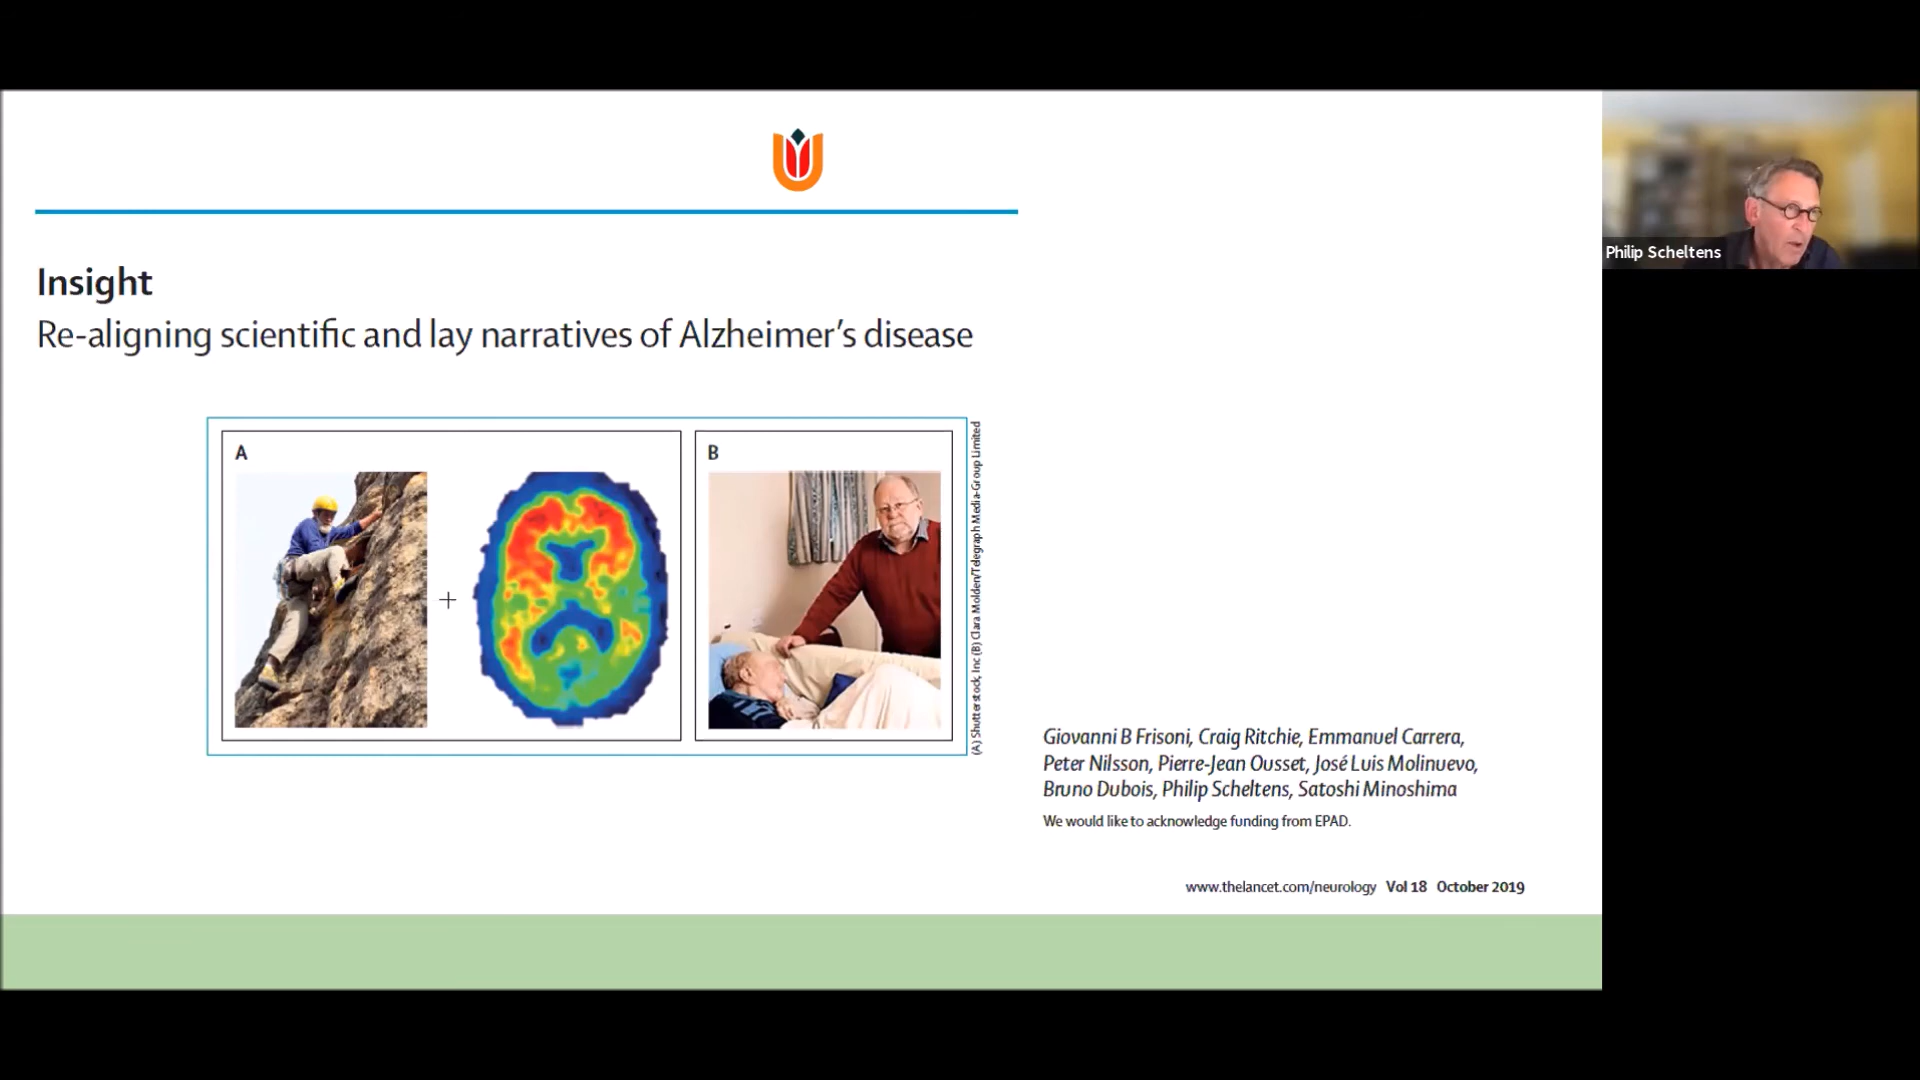 Insight
Re-aligning scientific and lay narratives of Alzheimer’s disease
A
+
B
(A) Shutterstock, Inc (B) Clara Molden/Telegraph Media-Group Limited
Giovanni B Frisoni, Craig Ritchie, Emmanuel Carrera,
Peter Nilsson, Pierre-Jean Ousset, José Luis Molinuevo,
Bruno Dubois, Philip Scheltens, Satoshi Minoshima
We would like to acknowledge funding from EPAD.
www.thelancet.com/neurology Vol 18 October 2019
Philip Scheltens